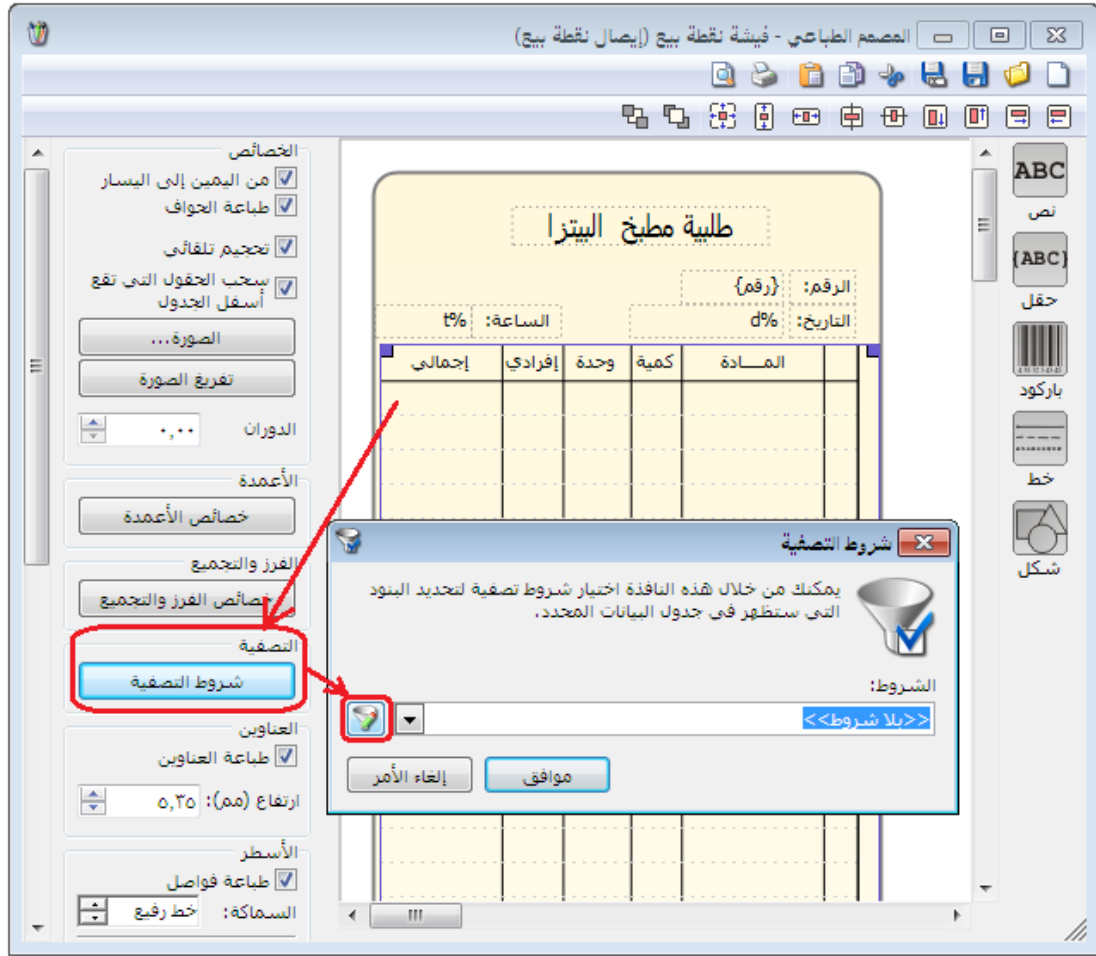 المصمم الطباعي - فيشة نقطة بيع (إيصال نقطة بيع)
ABC
نص
{ABC}
حقل
باركود
خط
شكل
طلبية مطبخ البيتزا
الرقم: {رقم}
التاريخ: %d الساعة: %t
المـــادة كمية وحدة إفرادي إجمالي
الخصائص
من اليمين إلى اليسار
طباعة الحواف
تحجيم تلقائي
سحب الحقول التي تقع
أسفل الجدول
الصورة...
تفريغ الصورة
الدوران ٠,٠٠
الأعمدة
خصائص الأعمدة
الفرز والتجميع
خصائص الفرز والتجميع
التصفية
شروط التصفية
العناوين
طباعة العناوين
ارتفاع (مم): ٥,٣٥
الأسطر
طباعة فواصل
السماكة: خط رفيع
شروط التصفية
يمكنك من خلال هذه النافذة اختيار شروط تصفية لتحديد البنود
التي ستظهر في جدول البيانات المحدد.
الشروط:
<<بلا شروط>>
موافق إلغاء الأمر